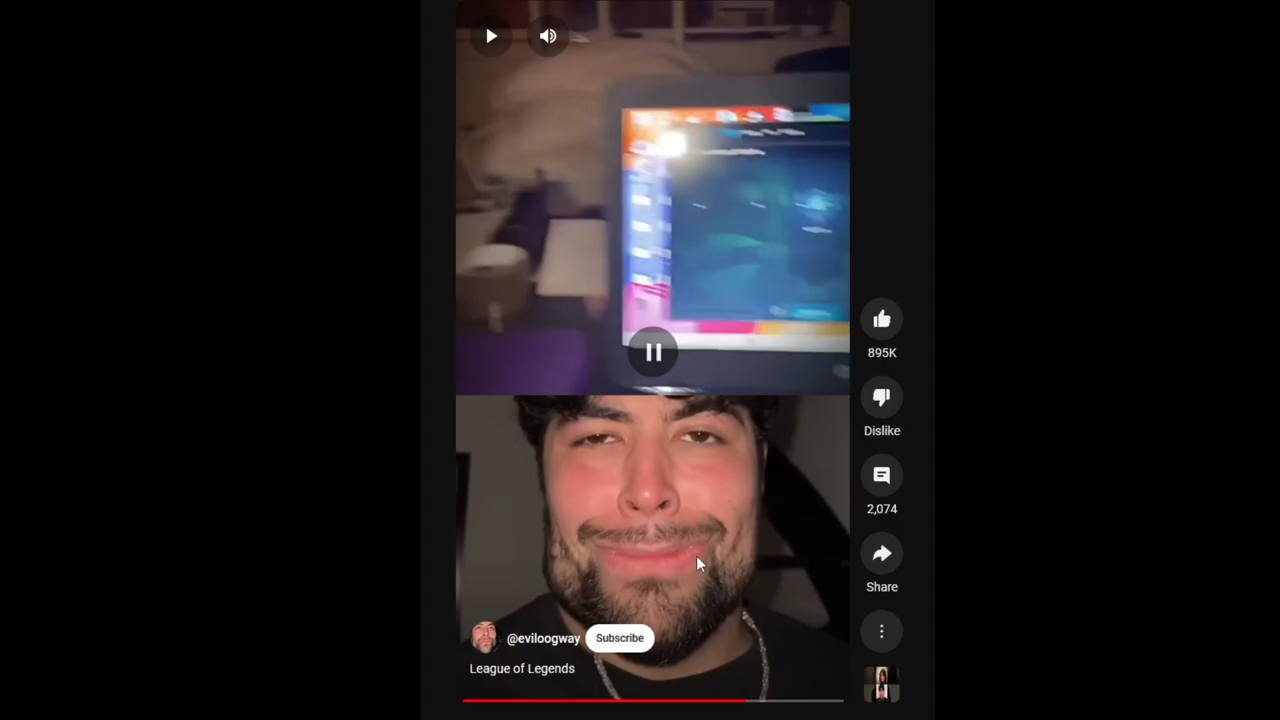 895K
Dislike
2,074
Share
@eviloogway
Subscribe
League of Legends